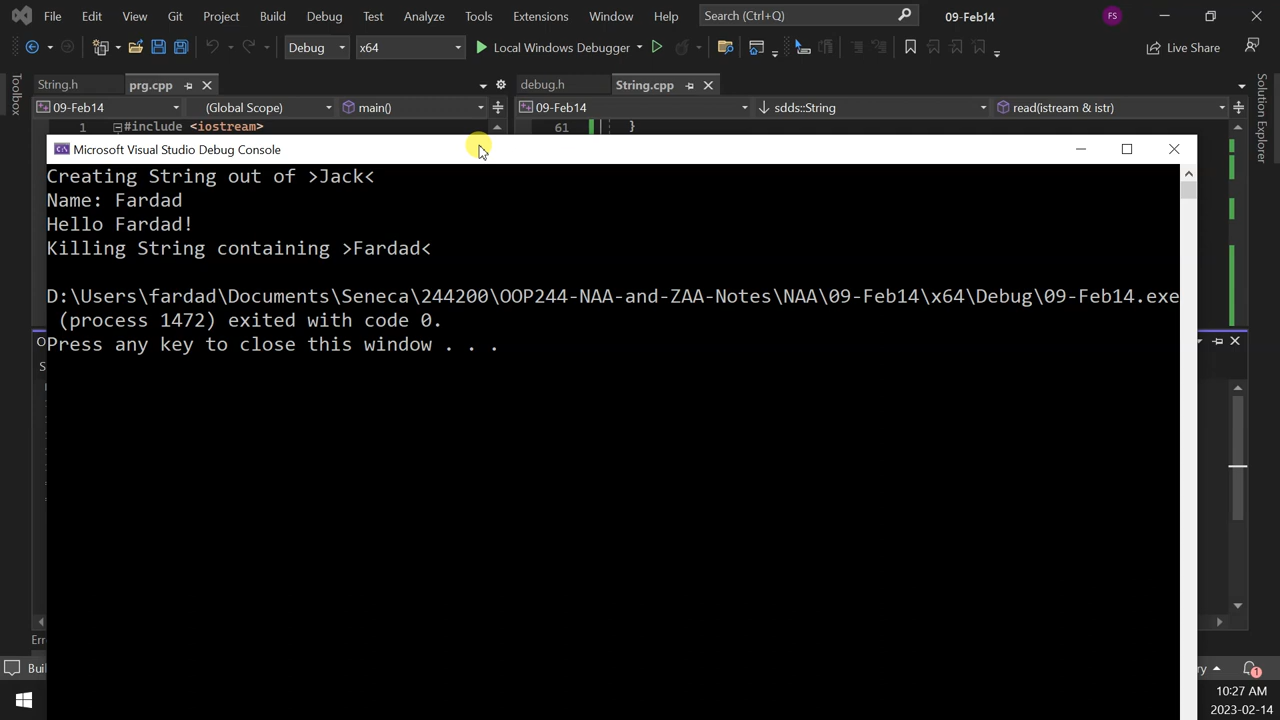 File Edit View Git Project Build Debug Test Analyze Tools Extensions Window Help Search (Ctrl+Q) 09-Feb14 FS
Debug x64 Local Windows Debugger Live Share
Toolbox
String.h prg.cpp debug.h String.cpp
Solution Explorer
09-Feb14 (Global Scope) main() 09-Feb14 sdds::String read(istream & istr)
1 #include <iostream> 61 }
Microsoft Visual Studio Debug Console
Creating String out of >Jack<
Name: Fardad
Hello Fardad!
Killing String containing >Fardad<
D:\Users\fardad\Documents\Seneca\244200\OOP244-NAA-and-ZAA-Notes\NAA\09-Feb14\x64\Debug\09-Feb14.exe
(process 1472) exited with code 0.
Press any key to close this window . . .
10:27 AM
2023-02-14